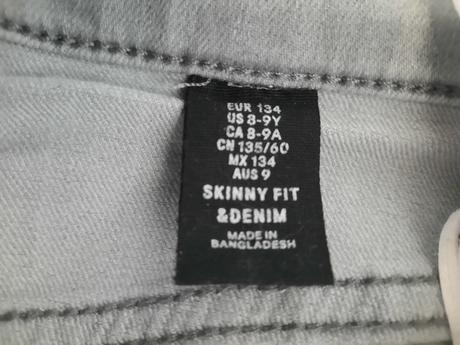 EUR 134
US 8-9Y
CA 8-9A
CN 135/60
MX 134
AUS 9
SKINNY FIT
&DENIM
MADE IN
BANGLADESH